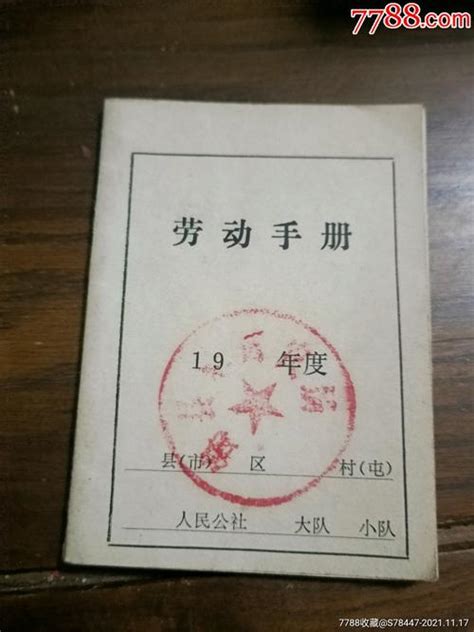 7788.com
劳动手册
19 年度
县(市) 区 村(屯)
人民公社 大队 小队
7788收藏@S78447-2021.11.17